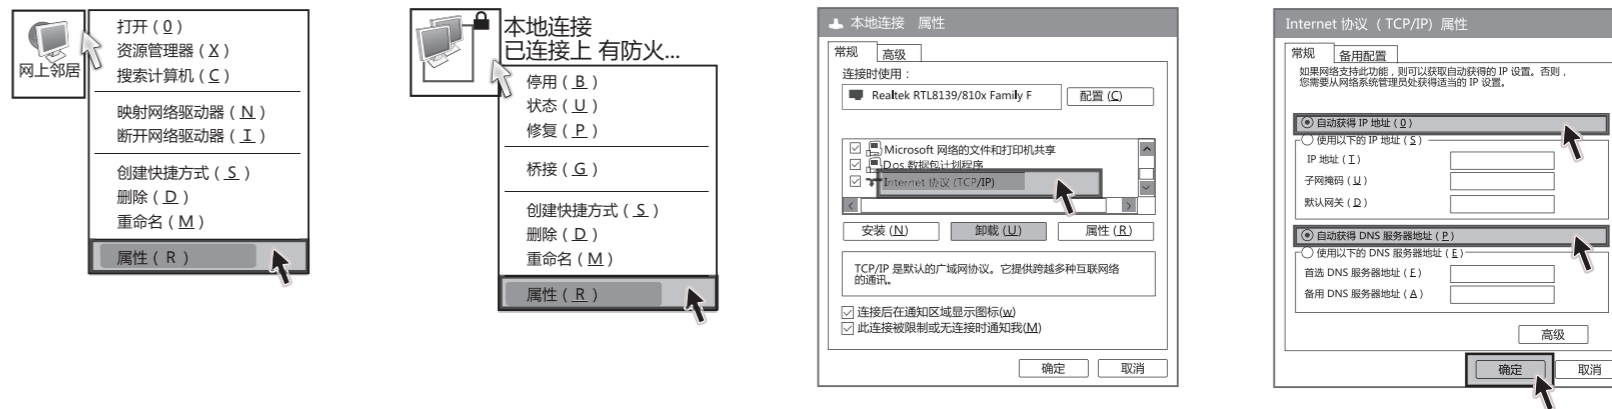 网上邻居
打开 ( 0 )
资源管理器 ( X )
搜索计算机 ( C )
映射网络驱动器 ( N )
断开网络驱动器 ( I )
创建快捷方式 ( S )
删除 ( D )
重命名 ( M )
属性 ( R )
本地连接
已连接上 有防火...
停用 ( B )
状态 ( U )
修复 ( P )
桥接 ( G )
创建快捷方式 ( S )
删除 ( D )
重命名 ( M )
属性 ( R )
本地连接 属性
常规 高级
连接时使用 :
Realtek RTL8139/810x Family F 配置 (C)
Microsoft 网络的文件和打印机共享
Dos 数据包计划程序
Internet 协议 (TCP/IP)
安装 (N) 卸载 (U) 属性 (R)
TCP/IP 是默认的广域网协议。它提供跨越多种互联网络
的通讯。
连接后在通知区域显示图标(w)
此连接被限制或无连接时通知我(M)
确定 取消
Internet 协议 ( TCP/IP) 属性
常规 备用配置
如果网络支持此功能，则可以获取自动获得的 IP 设置。否则，
您需要从网络系统管理员处获得适当的 IP 设置。
自动获得 IP 地址 ( 0 )
使用以下的 IP 地址 ( S )
IP 地址 ( I )
子网掩码 ( U )
默认网关 ( D )
自动获得 DNS 服务器地址 ( P )
使用以下的 DNS 服务器地址 ( E )
首选 DNS 服务器地址 ( F )
备用 DNS 服务器地址 ( A )
高级
确定 取消